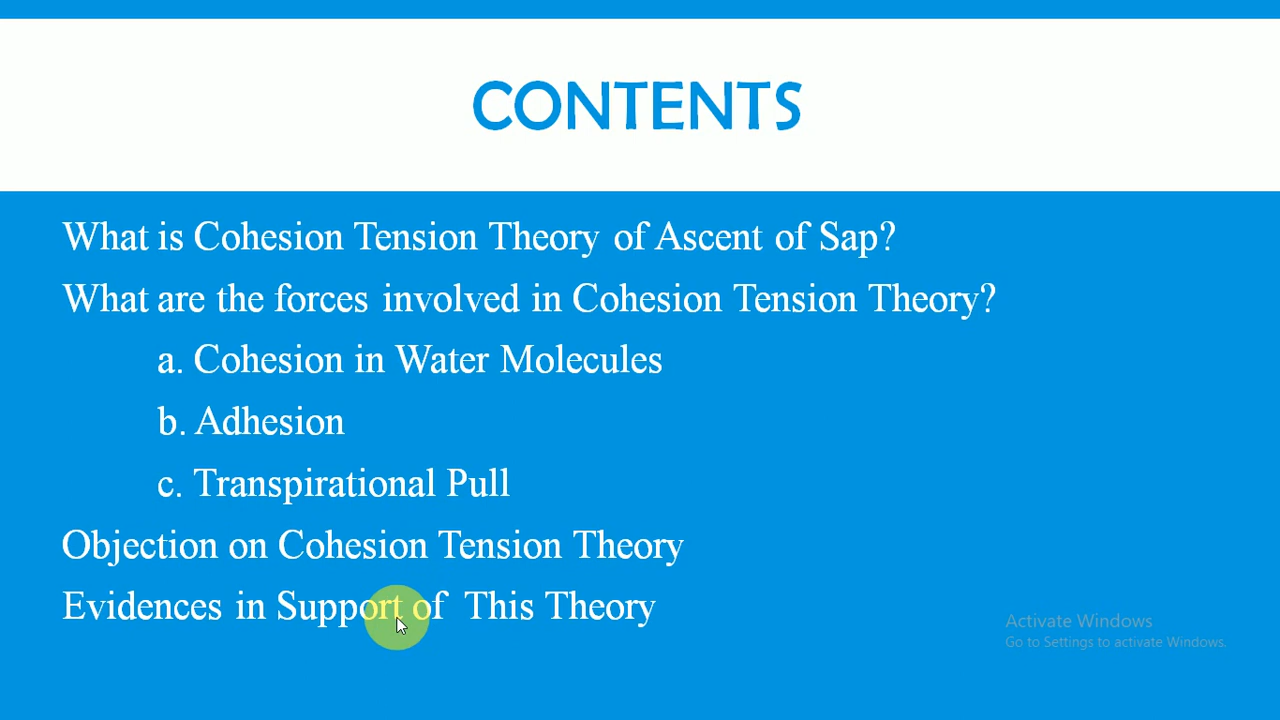 CONTENTS
What is Cohesion Tension Theory of Ascent of Sap?
What are the forces involved in Cohesion Tension Theory?
a. Cohesion in Water Molecules
b. Adhesion
c. Transpirational Pull
Objection on Cohesion Tension Theory
Evidences in Support of This Theory
Activate Windows
Go to Settings to activate Windows.